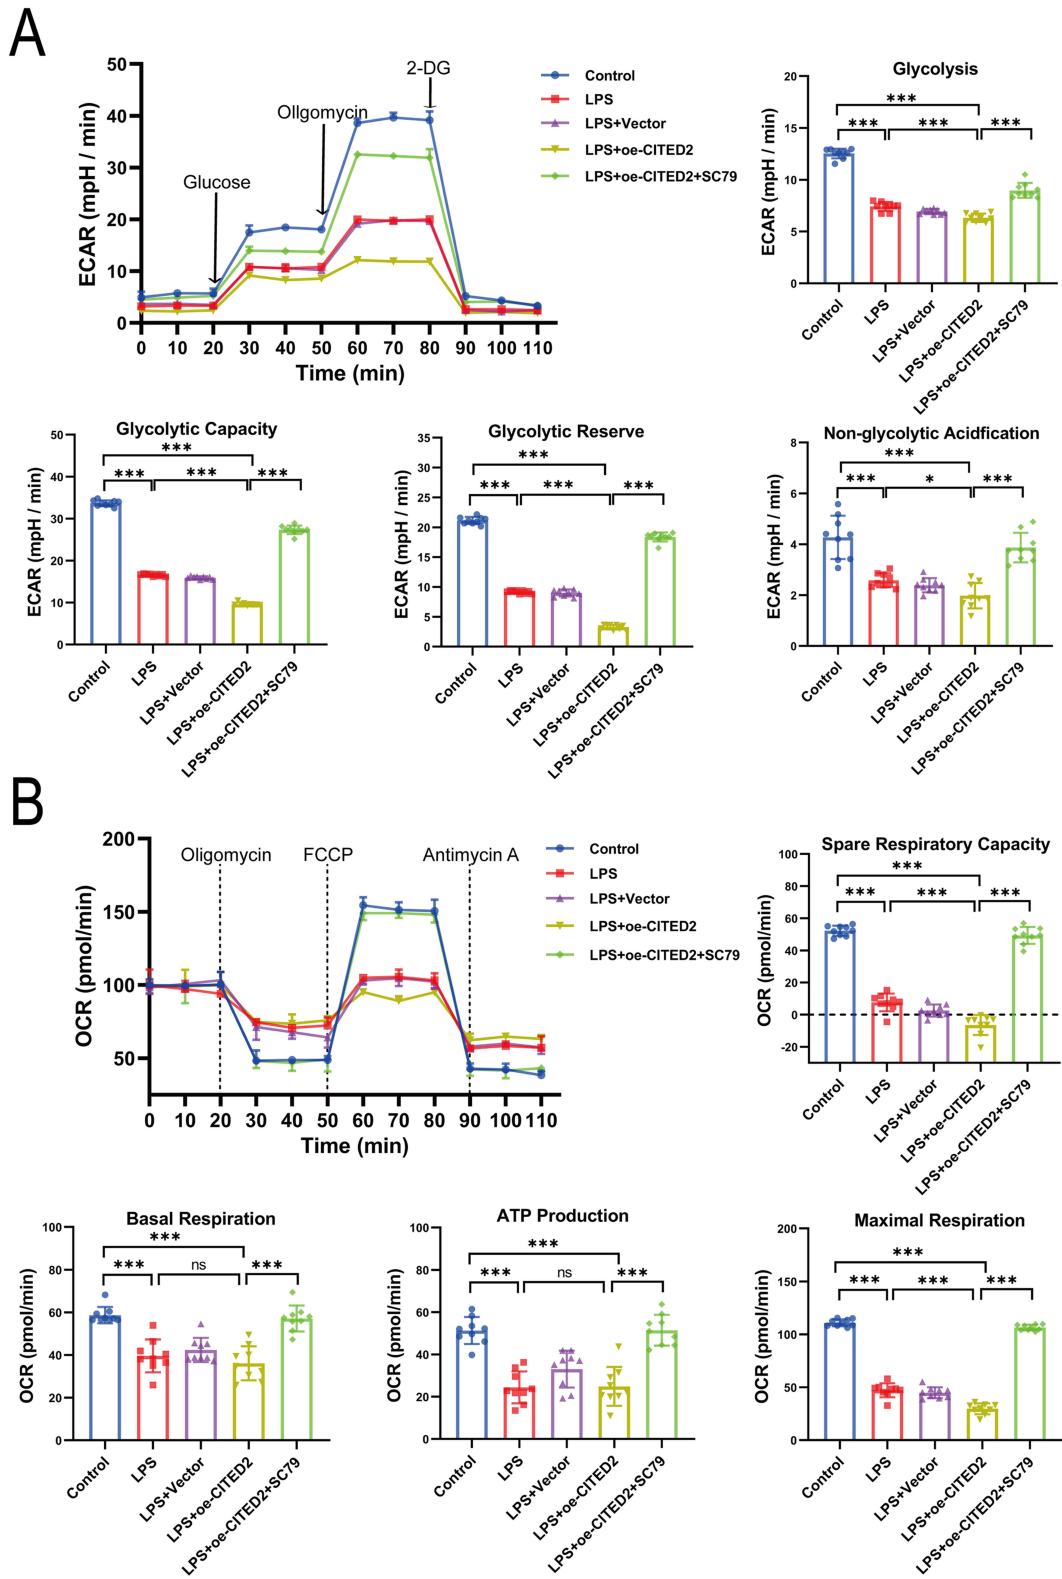 A
ECAR (mpH / min)
50
40
30
20
10
0
Glucose
Ollgomycin
2-DG
0 10 20 30 40 50 60 70 80 90 100 110
Time (min)
Control
LPS
LPS+Vector
LPS+oe-CITED2
LPS+oe-CITED2+SC79
Glycolysis
ECAR (mpH / min)
20
15
10
5
0
***
*** *** ***
Control
LPS
LPS+Vector
LPS+oe-CITED2
LPS+oe-CITED2+SC79
Glycolytic Capacity
ECAR (mpH / min)
50
40
30
20
10
0
***
*** *** ***
Control
LPS
LPS+Vector
LPS+oe-CITED2
LPS+oe-CITED2+SC79
Glycolytic Reserve
ECAR (mpH / min)
35
30
25
20
15
10
5
0
***
*** *** ***
Control
LPS
LPS+Vector
LPS+oe-CITED2
LPS+oe-CITED2+SC79
Non-glycolytic Acidfication
ECAR (mpH / min)
8
6
4
2
0
***
*** * ***
Control
LPS
LPS+Vector
LPS+oe-CITED2
LPS+oe-CITED2+SC79
B
OCR (pmol/min)
200
150
100
50
Oligomycin
FCCP
Antimycin A
0 10 20 30 40 50 60 70 80 90 100 110
Time (min)
Control
LPS
LPS+Vector
LPS+oe-CITED2
LPS+oe-CITED2+SC79
Spare Respiratory Capacity
OCR (pmol/min)
100
80
60
40
20
0
-20
***
*** *** ***
Control
LPS
LPS+Vector
LPS+oe-CITED2
LPS+oe-CITED2+SC79
Basal Respiration
OCR (pmol/min)
100
80
60
40
20
0
***
*** ns ***
Control
LPS
LPS+Vector
LPS+oe-CITED2
LPS+oe-CITED2+SC79
ATP Production
OCR (pmol/min)
100
80
60
40
20
0
***
*** ns ***
Control
LPS
LPS+Vector
LPS+oe-CITED2
LPS+oe-CITED2+SC79
Maximal Respiration
OCR (pmol/min)
200
150
100
50
0
***
*** *** ***
Control
LPS
LPS+Vector
LPS+oe-CITED2
LPS+oe-CITED2+SC79